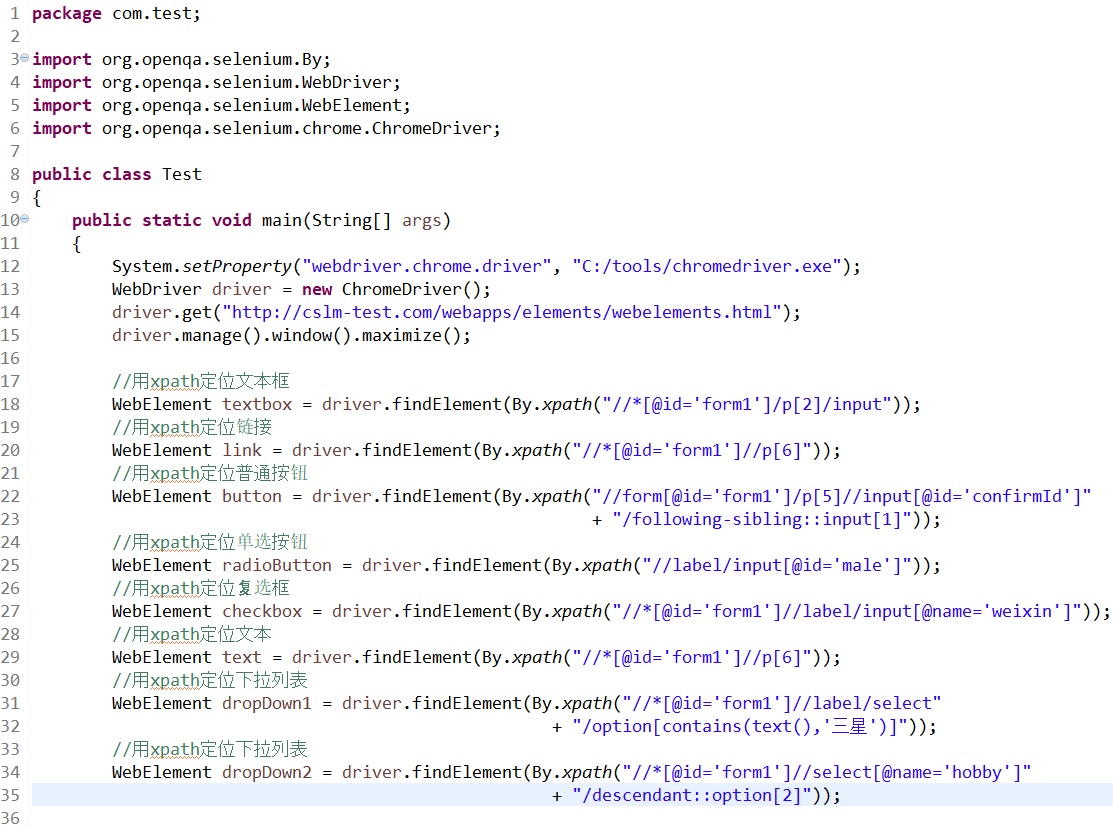 1 package com.test;
2
3 import org.openqa.selenium.By;
4 import org.openqa.selenium.WebDriver;
5 import org.openqa.selenium.WebElement;
6 import org.openqa.selenium.chrome.ChromeDriver;
7
8 public class Test
9 {
10     public static void main(String[] args)
11     {
12         System.setProperty("webdriver.chrome.driver", "C:/tools/chromedriver.exe");
13         WebDriver driver = new ChromeDriver();
14         driver.get("http://cslm-test.com/webapps/elements/webelements.html");
15         driver.manage().window().maximize();
16
17         //用xpath定位文本框
18         WebElement textbox = driver.findElement(By.xpath("//*[@id='form1']/p[2]/input"));
19         //用xpath定位链接
20         WebElement link = driver.findElement(By.xpath("//*[@id='form1']//p[6]"));
21         //用xpath定位普通按钮
22         WebElement button = driver.findElement(By.xpath("//form[@id='form1']/p[5]//input[@id='confirmId']"
23                                                         + "/following-sibling::input[1]"));
24         //用xpath定位单选按钮
25         WebElement radioButton = driver.findElement(By.xpath("//label/input[@id='male']"));
26         //用xpath定位复选框
27         WebElement checkbox = driver.findElement(By.xpath("//*[@id='form1']//label/input[@name='weixin']"));
28         //用xpath定位文本
29         WebElement text = driver.findElement(By.xpath("//*[@id='form1']//p[6]"));
30         //用xpath定位下拉列表
31         WebElement dropDown1 = driver.findElement(By.xpath("//*[@id='form1']//label/select"
32                                                     + "/option[contains(text(),'三星')]"));
33         //用xpath定位下拉列表
34         WebElement dropDown2 = driver.findElement(By.xpath("//*[@id='form1']//select[@name='hobby']"
35                                                     + "/descendant::option[2]"));
36